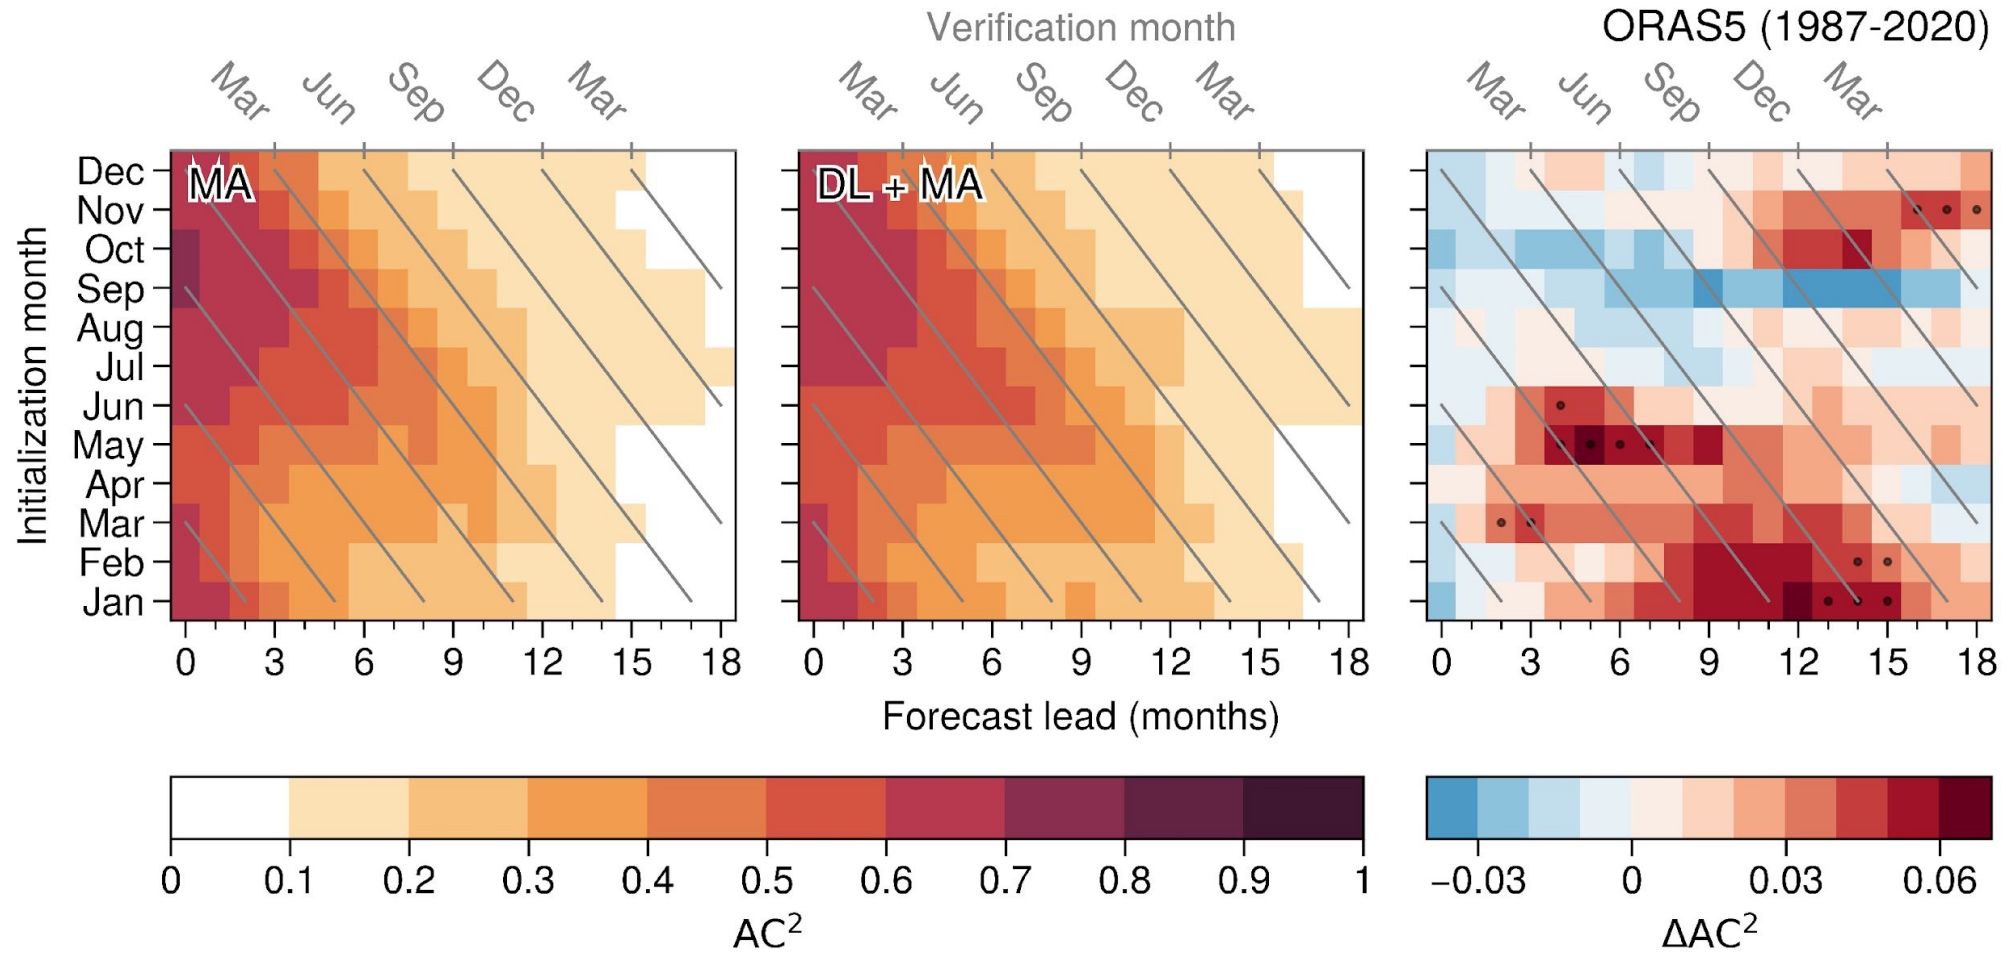 Verification month
ORAS5 (1987-2020)
Mar Jun Sep Dec Mar
Mar Jun Sep Dec Mar
Mar Jun Sep Dec Mar
Initialization month
Dec
Nov
Oct
Sep
Aug
Jul
Jun
May
Apr
Mar
Feb
Jan
MA
DL + MA
0 3 6 9 12 15 18
0 3 6 9 12 15 18
0 3 6 9 12 15 18
Forecast lead (months)
0 0.1 0.2 0.3 0.4 0.5 0.6 0.7 0.8 0.9 1
AC²
−0.03 0 0.03 0.06
ΔAC²